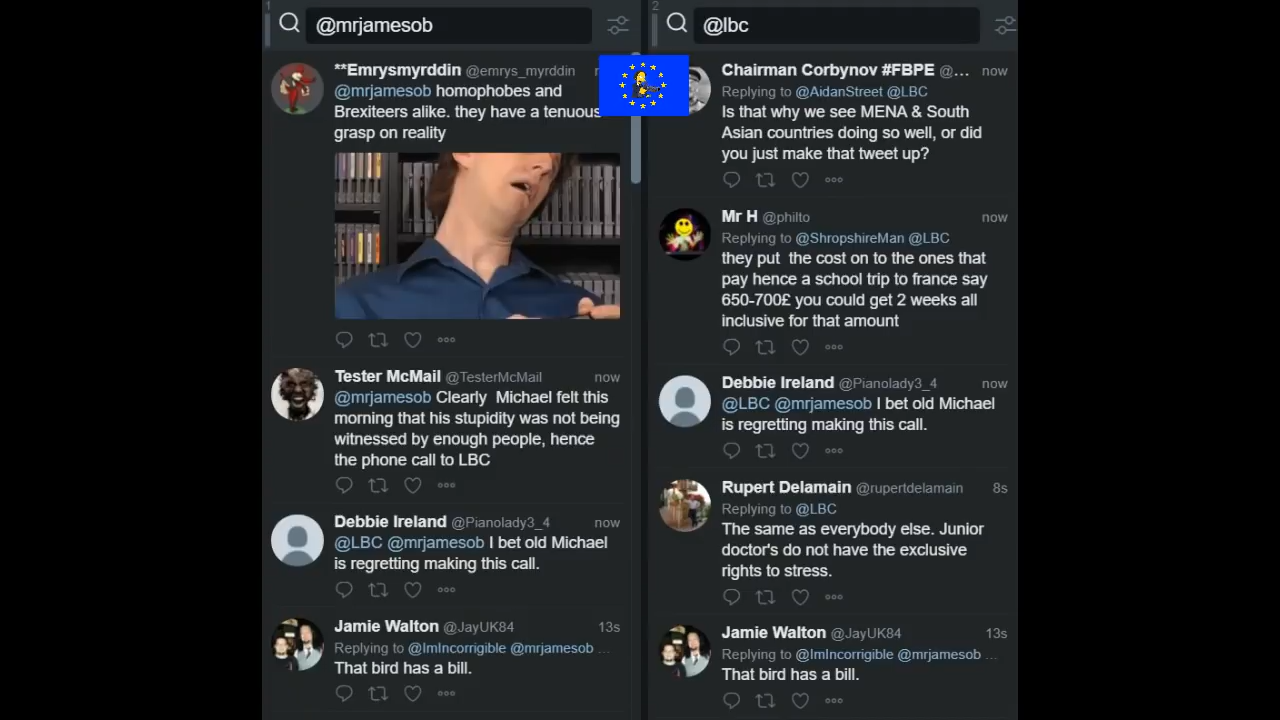 1
@mrjamesob
**Emrysmyrddin @emrys_myrddin
@mrjamesob homophobes and
Brexiteers alike. they have a tenuous
grasp on reality
Tester McMail @TesterMcMail now
@mrjamesob Clearly Michael felt this
morning that his stupidity was not being
witnessed by enough people, hence
the phone call to LBC
Debbie Ireland @Pianolady3_4 now
@LBC @mrjamesob I bet old Michael
is regretting making this call.
Jamie Walton @JayUK84 13s
Replying to @ImIncorrigible @mrjamesob ...
That bird has a bill.
2
@lbc
Chairman Corbynov #FBPE @... now
Replying to @AidanStreet @LBC
Is that why we see MENA & South
Asian countries doing so well, or did
you just make that tweet up?
Mr H @philto now
Replying to @ShropshireMan @LBC
they put the cost on to the ones that
pay hence a school trip to france say
650-700£ you could get 2 weeks all
inclusive for that amount
Debbie Ireland @Pianolady3_4 now
@LBC @mrjamesob I bet old Michael
is regretting making this call.
Rupert Delamain @rupertdelamain 8s
Replying to @LBC
The same as everybody else. Junior
doctor's do not have the exclusive
rights to stress.
Jamie Walton @JayUK84 13s
Replying to @ImIncorrigible @mrjamesob ...
That bird has a bill.